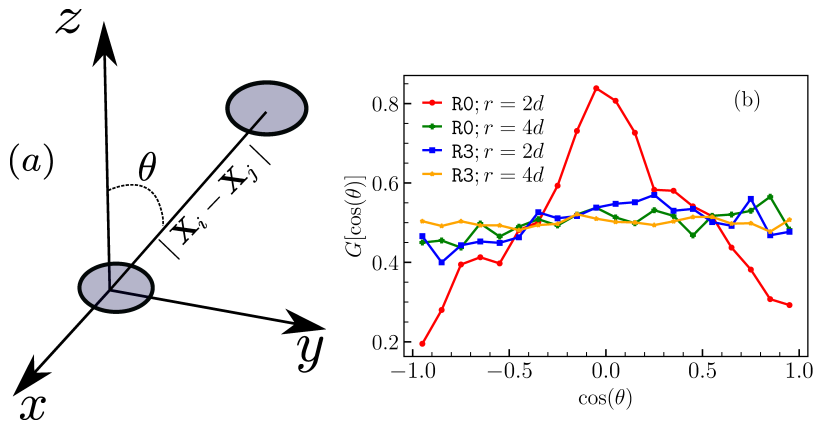 z
(a)
θ
|X_i − X_j|
y
x
(b)
R0; r = 2d
R0; r = 4d
R3; r = 2d
R3; r = 4d
G[cos(θ)]
0.8
0.6
0.4
0.2
−1.0 −0.5 0.0 0.5 1.0
cos(θ)